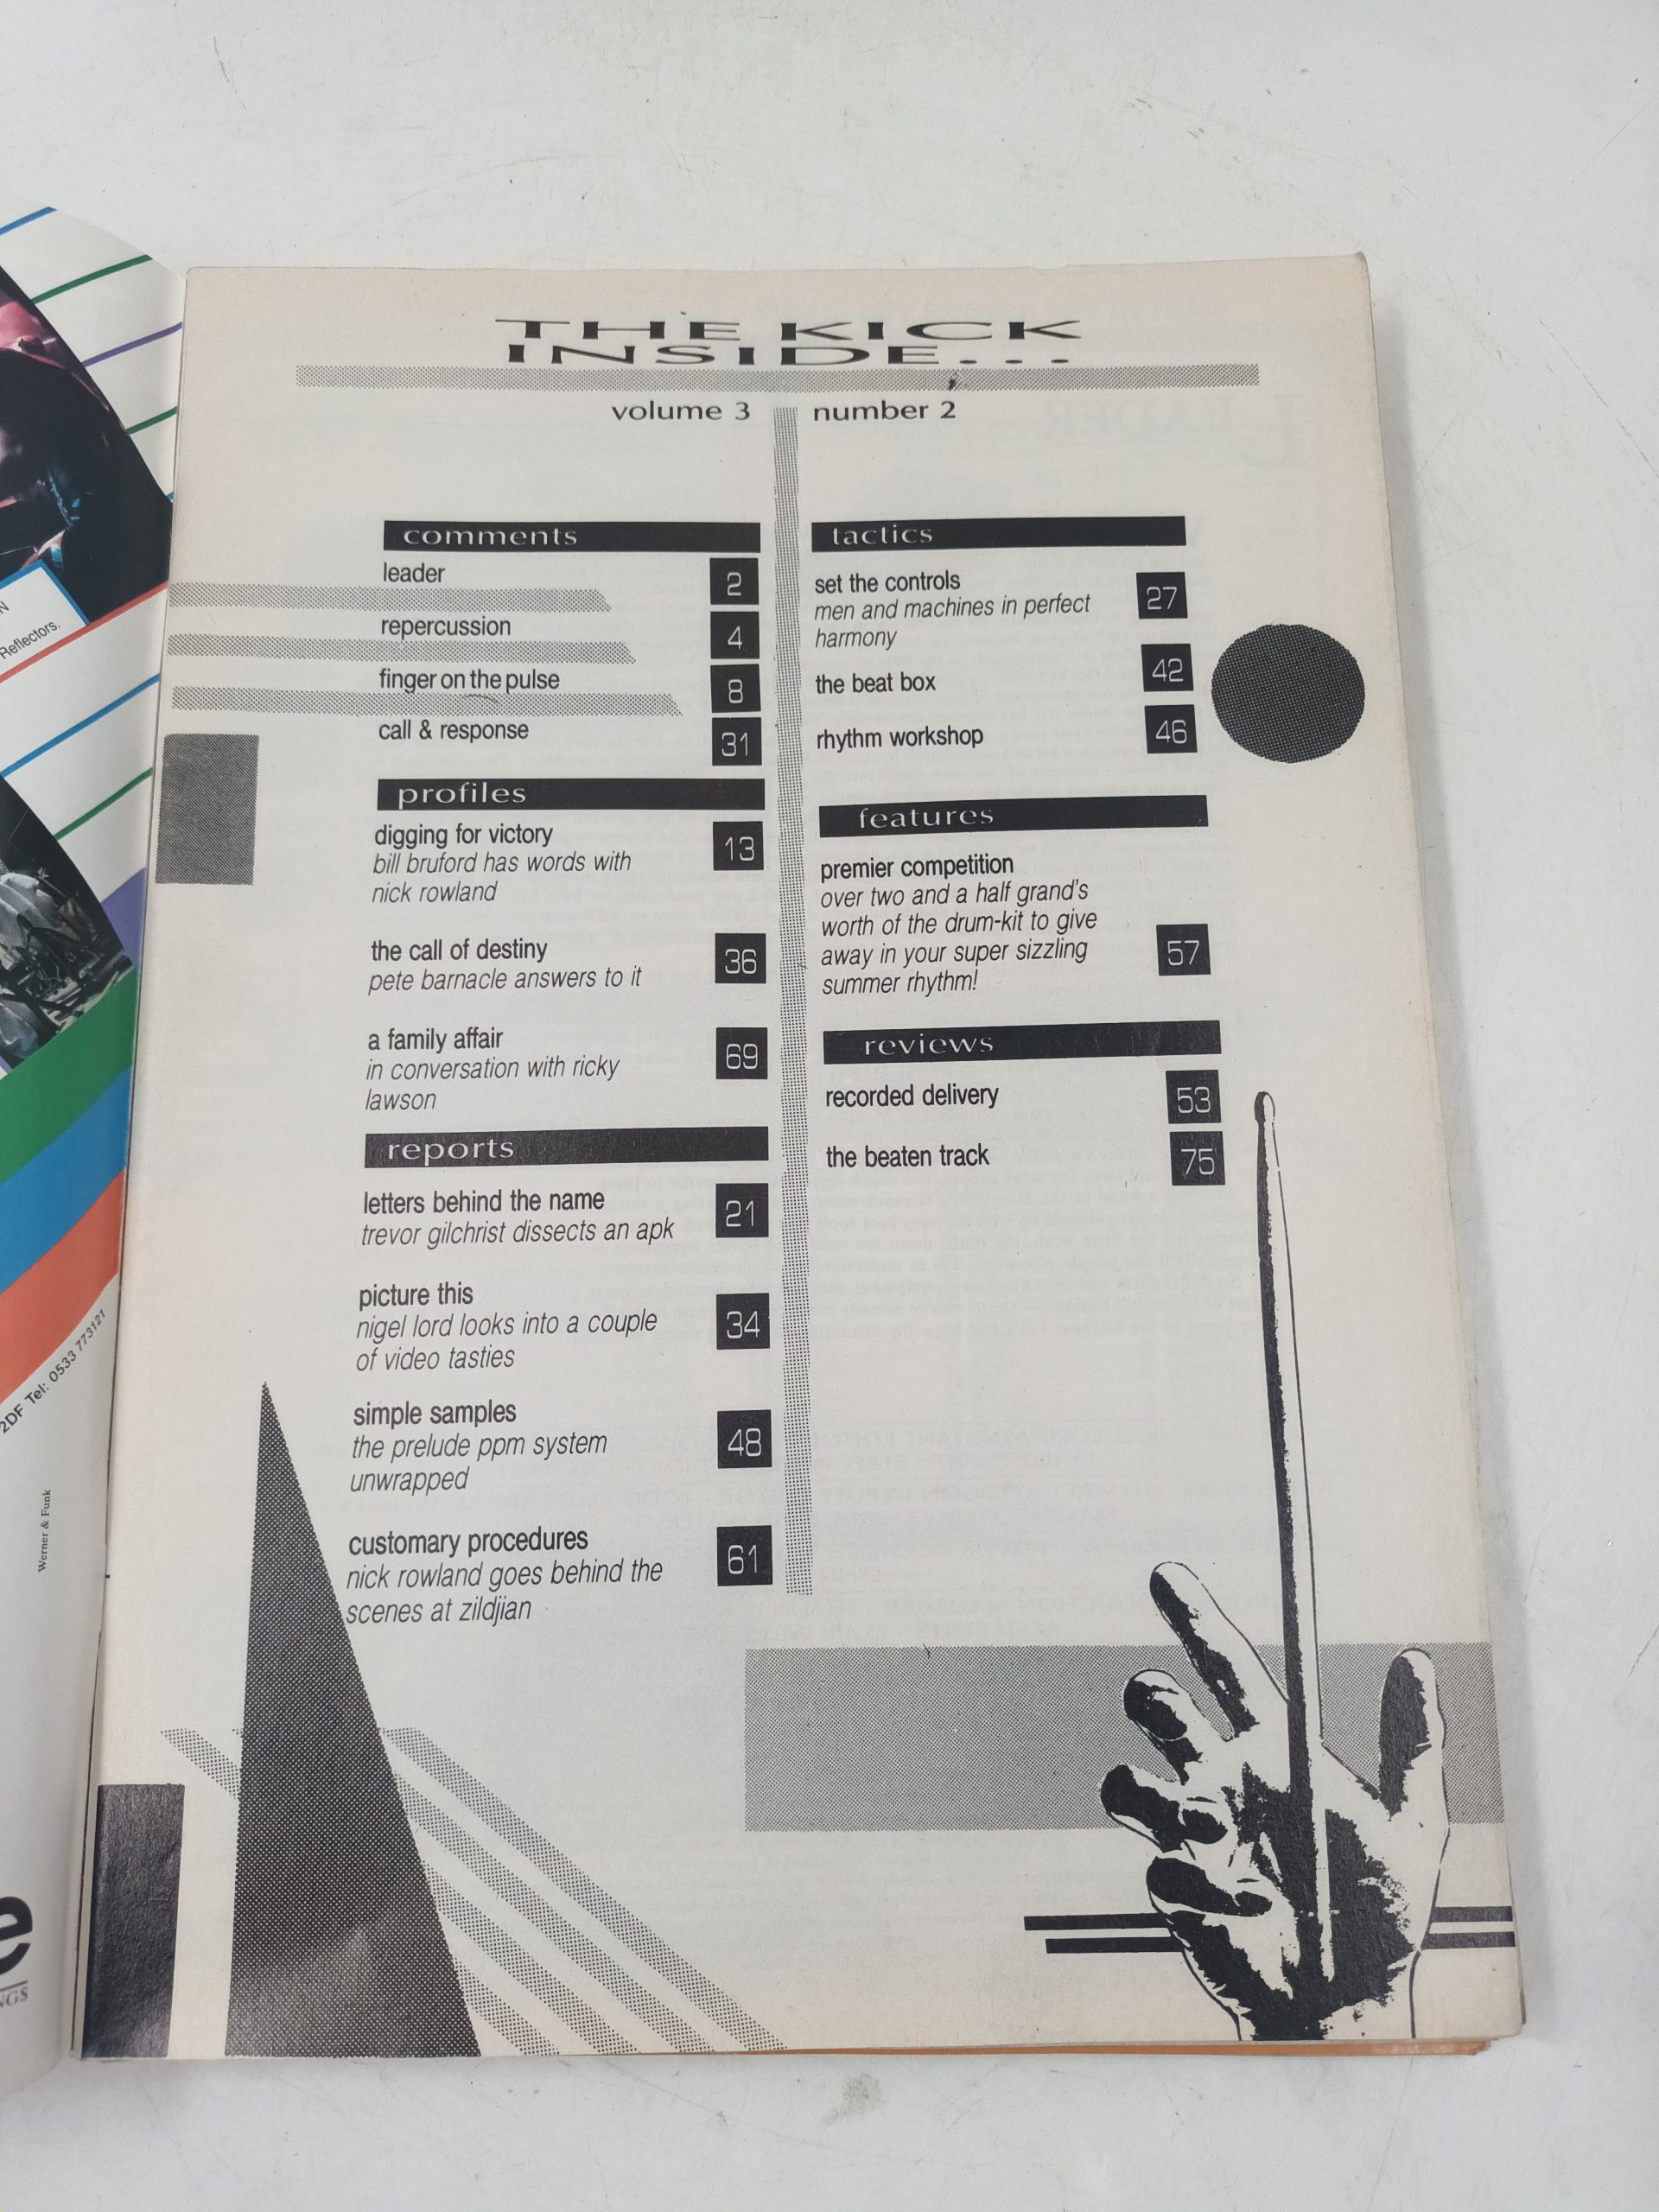 THE KICK
INSIDE...
volume 3
number 2
comments
leader
2
repercussion
4
finger on the pulse
8
call & response
31
profiles
digging for victory
13
bill bruford has words with
nick rowland
the call of destiny
36
pete barnacle answers to it
a family affair
69
in conversation with ricky
lawson
reports
letters behind the name
21
trevor gilchrist dissects an apk
picture this
34
nigel lord looks into a couple
of video tasties
simple samples
48
the prelude ppm system
unwrapped
customary procedures
61
nick rowland goes behind the
scenes at zildjian
tactics
set the controls
27
men and machines in perfect
harmony
the beat box
42
rhythm workshop
46
features
premier competition
over two and a half grand's
worth of the drum-kit to give
away in your super sizzling
57
summer rhythm!
reviews
recorded delivery
53
the beaten track
75
N
Reflectors.
2DF Tel: 0533 773121
Werner & Funk
e
NGS